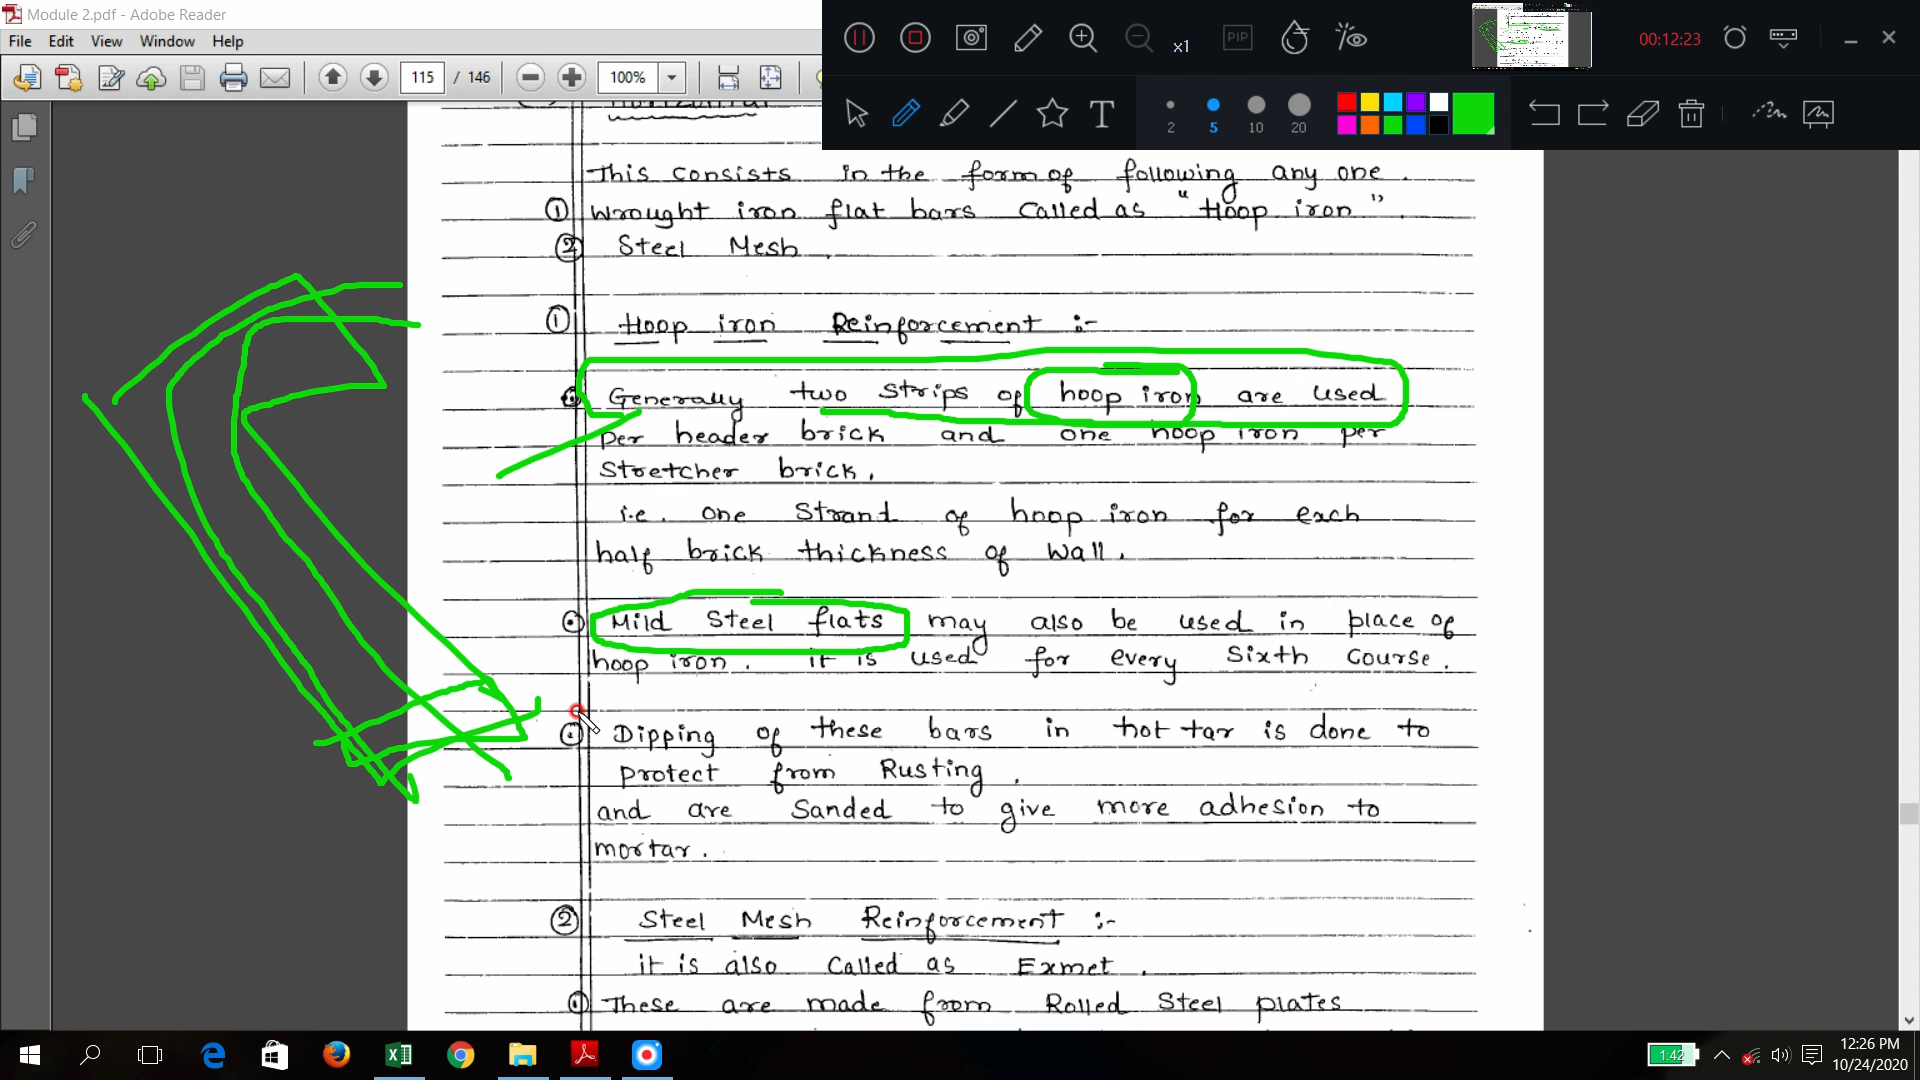 Module 2.pdf - Adobe Reader
File Edit View Window Help
115 / 146 100%
x1 PIP 00:12:23
2 5 10 20
Horizontal
This consists in the form of following any one.
① Wrought iron flat bars Called as "Hoop iron".
② Steel Mesh.
① Hoop iron Reinforcement :-
Generally two Strips of hoop iron are used
per header brick and one hoop iron per
Stretcher brick.
i.e. one Strand of hoop iron for each
half brick thickness of wall.
Mild Steel flats may also be used in place of
hoop iron. it is used for every Sixth Course.
Dipping of these bars in hot tar is done to
protect from Rusting.
and are Sanded to give more adhesion to
mortar.
② Steel Mesh Reinforcement :-
it is also Called as Exmet.
These are made from Rolled Steel plates
1:42
12:26 PM
10/24/2020